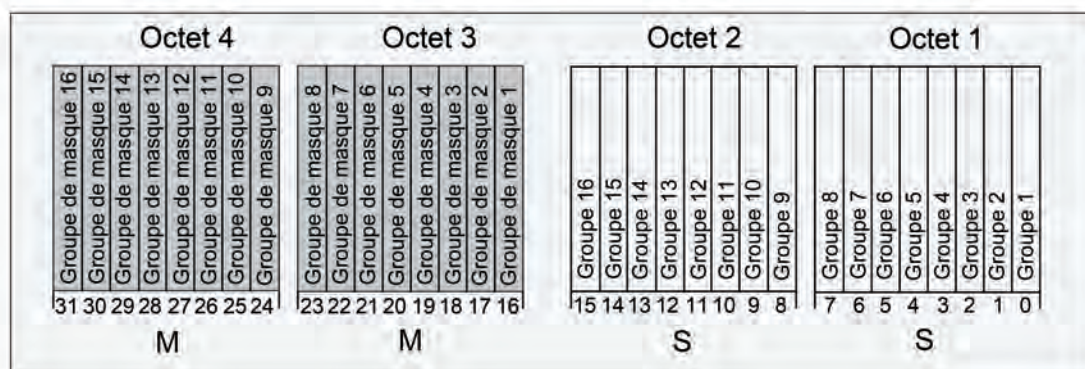 Octet 4 Octet 3 Octet 2 Octet 1
Groupe de masque 16
Groupe de masque 15
Groupe de masque 14
Groupe de masque 13
Groupe de masque 12
Groupe de masque 11
Groupe de masque 10
Groupe de masque 9
Groupe de masque 8
Groupe de masque 7
Groupe de masque 6
Groupe de masque 5
Groupe de masque 4
Groupe de masque 3
Groupe de masque 2
Groupe de masque 1
Groupe 16
Groupe 15
Groupe 14
Groupe 13
Groupe 12
Groupe 11
Groupe 10
Groupe 9
Groupe 8
Groupe 7
Groupe 6
Groupe 5
Groupe 4
Groupe 3
Groupe 2
Groupe 1
31 30 29 28 27 26 25 24 23 22 21 20 19 18 17 16 15 14 13 12 11 10 9 8 7 6 5 4 3 2 1 0
M M S S